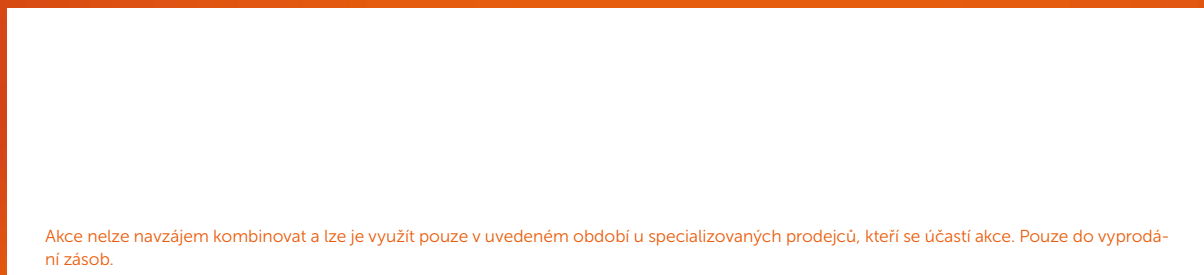 Akce nelze navzájem kombinovat a lze je využít pouze v uvedeném období u specializovaných prodejců, kteří se účastí akce. Pouze do vyprodá-
ní zásob.